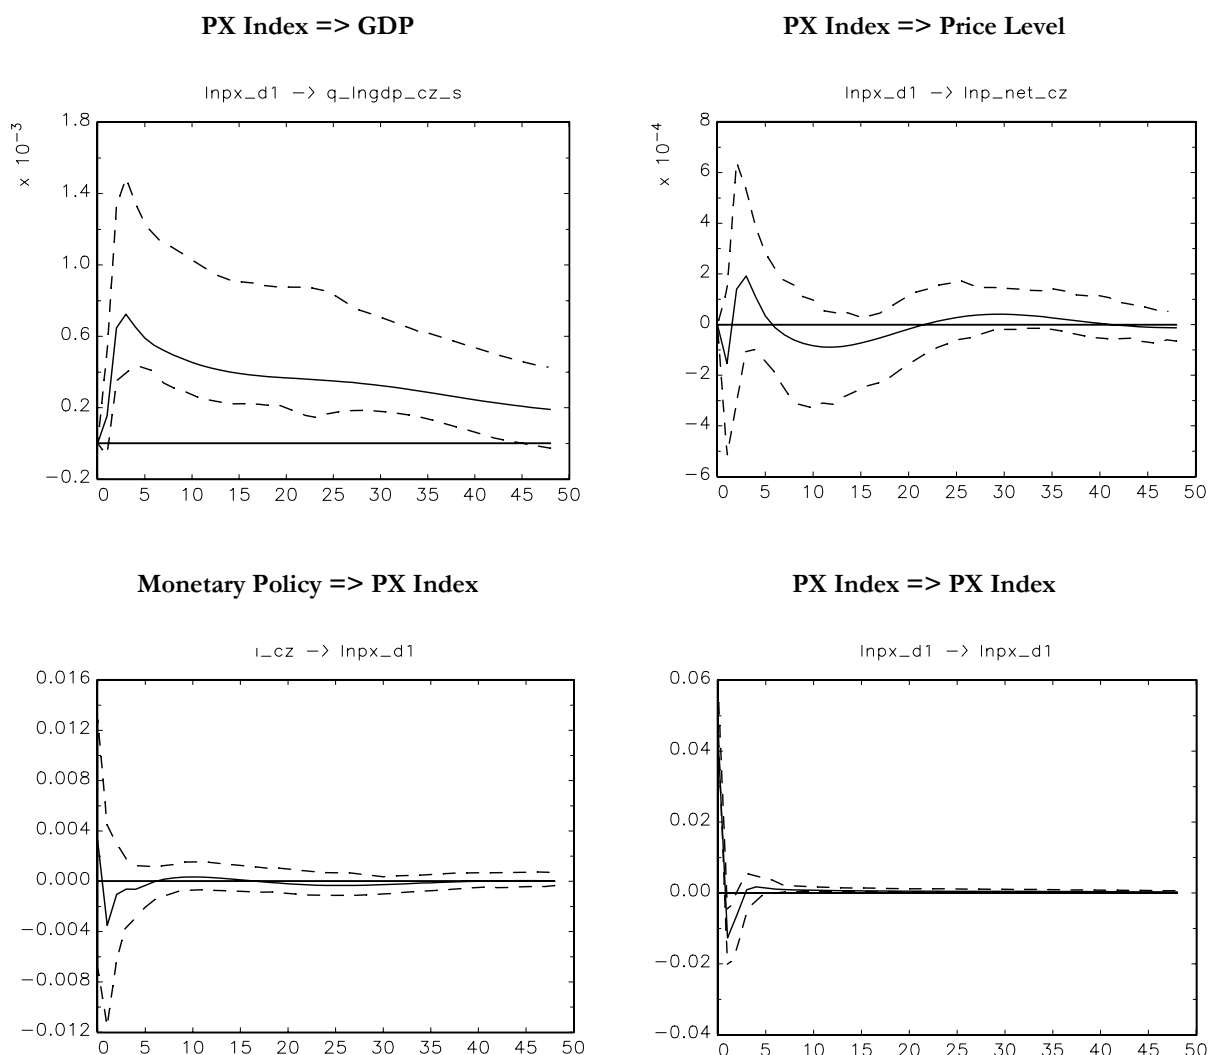 PX Index => GDP
PX Index => Price Level
lnpx_d1 -> q_lngdp_cz_s
lnpx_d1 -> lnp_net_cz
x 10⁻³
1.8
1.4
1.0
0.6
0.2
-0.2
0 5 10 15 20 25 30 35 40 45 50
x 10⁻⁴
8
6
4
2
0
-2
-4
-6
0 5 10 15 20 25 30 35 40 45 50
Monetary Policy => PX Index
PX Index => PX Index
ı_cz -> lnpx_d1
lnpx_d1 -> lnpx_d1
0.016
0.012
0.008
0.004
0.000
-0.004
-0.008
-0.012
0 5 10 15 20 25 30 35 40 45 50
0.06
0.04
0.02
0.00
-0.02
-0.04
0 5 10 15 20 25 30 35 40 45 50